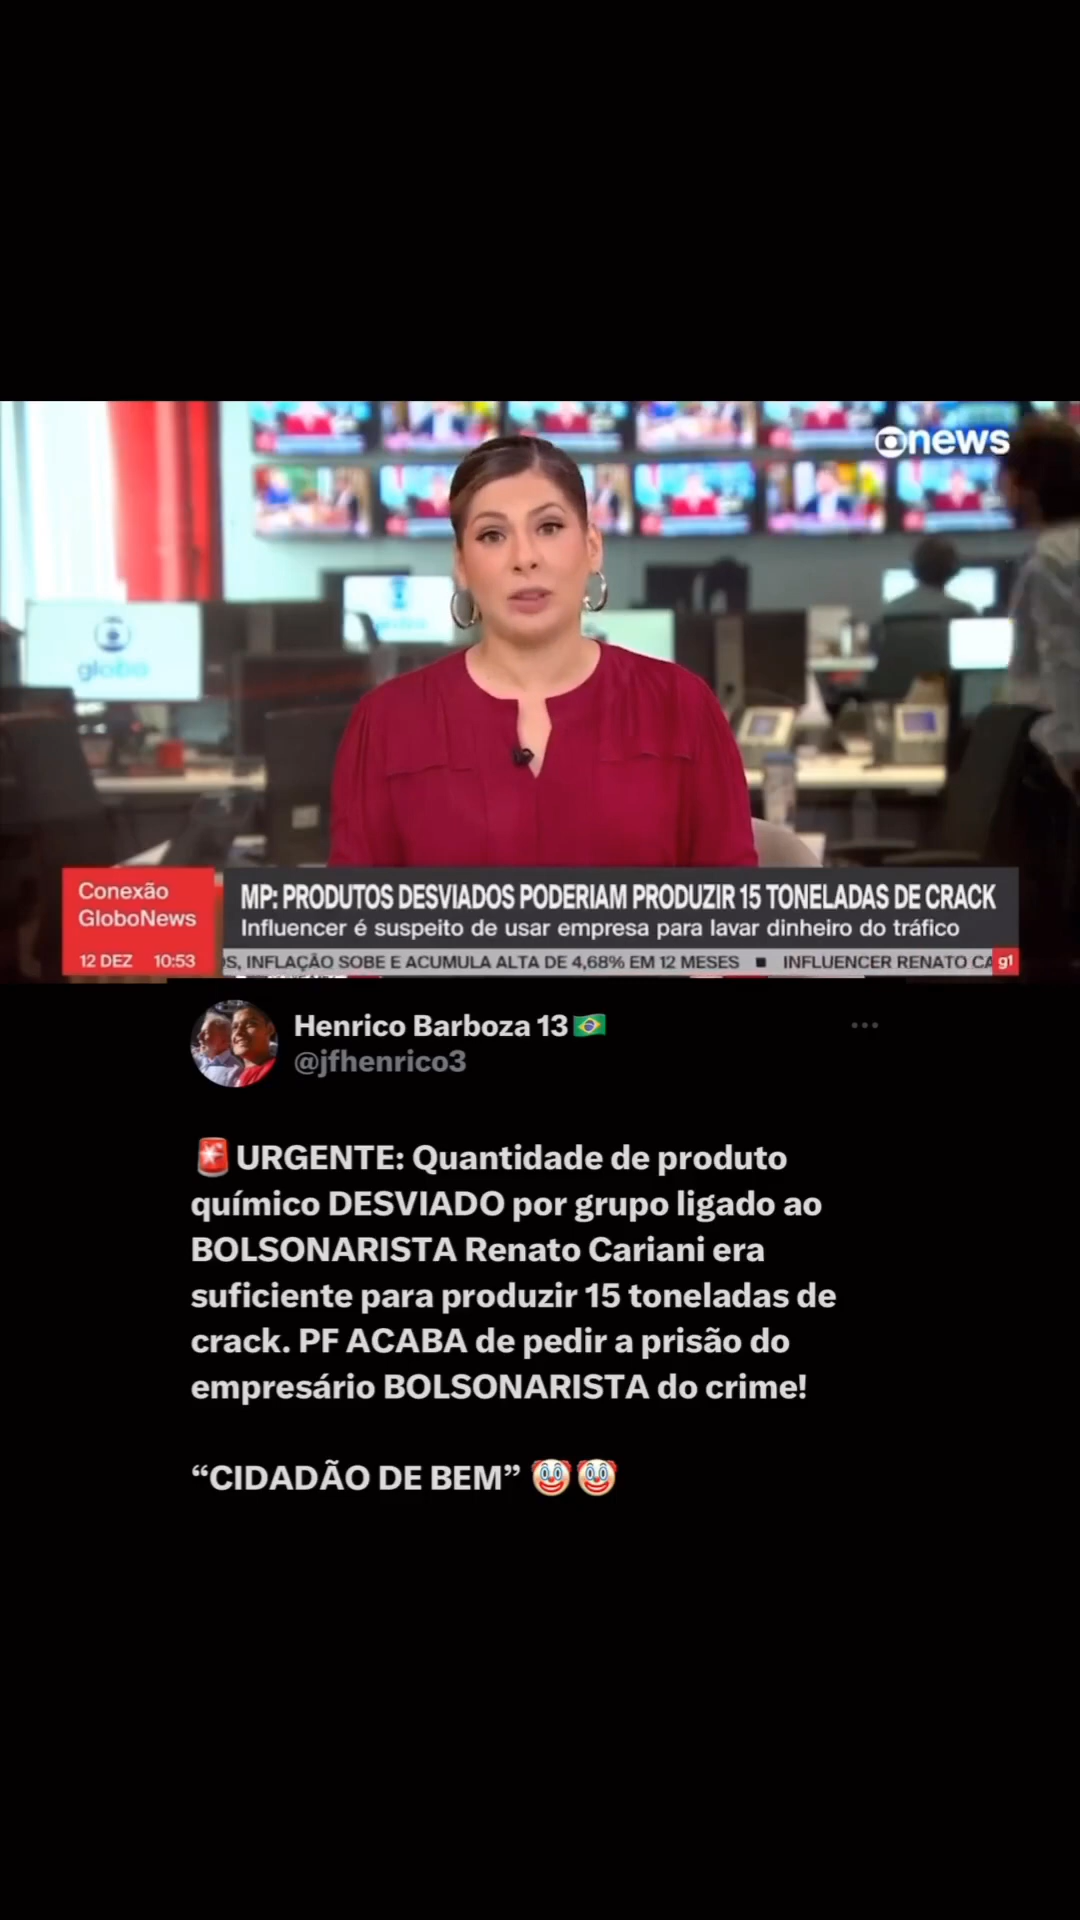 news
globo
Conexão
GloboNews
12 DEZ 10:53
MP: PRODUTOS DESVIADOS PODERIAM PRODUZIR 15 TONELADAS DE CRACK
Influencer é suspeito de usar empresa para lavar dinheiro do tráfico
S, INFLAÇÃO SOBE E ACUMULA ALTA DE 4,68% EM 12 MESES ■ INFLUENCER RENATO CA
g1
Henrico Barboza 13🇧🇷
@jfhenrico3
🚨URGENTE: Quantidade de produto
químico DESVIADO por grupo ligado ao
BOLSONARISTA Renato Cariani era
suficiente para produzir 15 toneladas de
crack. PF ACABA de pedir a prisão do
empresário BOLSONARISTA do crime!
“CIDADÃO DE BEM” 🤡🤡